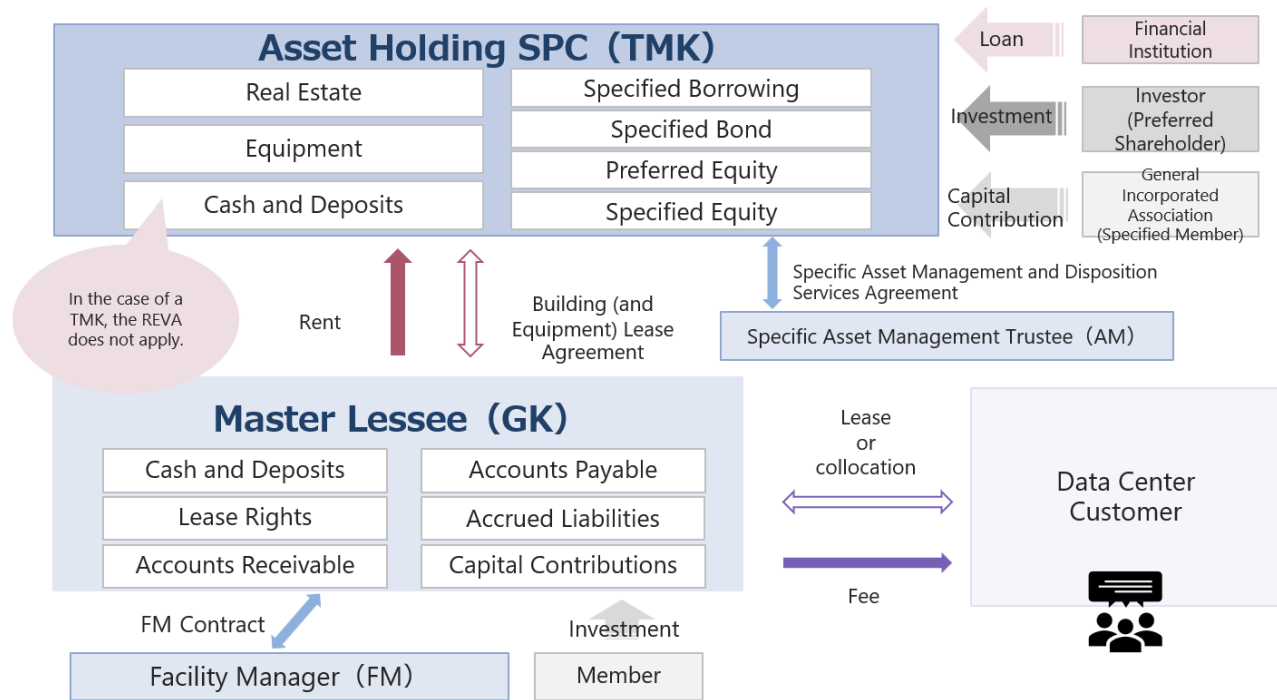 Asset Holding SPC（TMK）
Real Estate
Equipment
Cash and Deposits
Specified Borrowing
Specified Bond
Preferred Equity
Specified Equity
Loan
Financial
Institution
Investment
Investor
(Preferred
Shareholder)
Capital
Contribution
General
Incorporated
Association
(Specified Member)
In the case of a
TMK, the REVA
does not apply.
Rent
Building (and
Equipment) Lease
Agreement
Specific Asset Management and Disposition
Services Agreement
Specific Asset Management Trustee（AM）
Master Lessee（GK）
Cash and Deposits
Lease Rights
Accounts Receivable
Accounts Payable
Accrued Liabilities
Capital Contributions
Lease
or
collocation
Fee
Data Center
Customer
FM Contract
Facility Manager（FM）
Investment
Member